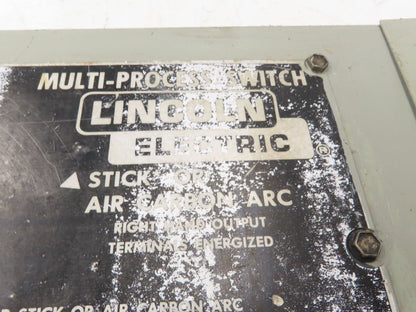 MULTI-PROCESS SWITCH
LINCOLN
ELECTRIC
®
STICK OR
AIR CARBON ARC
RIGHT HAND OUTPUT
TERMINALS ENERGIZED
STICK OR AIR CARBON ARC